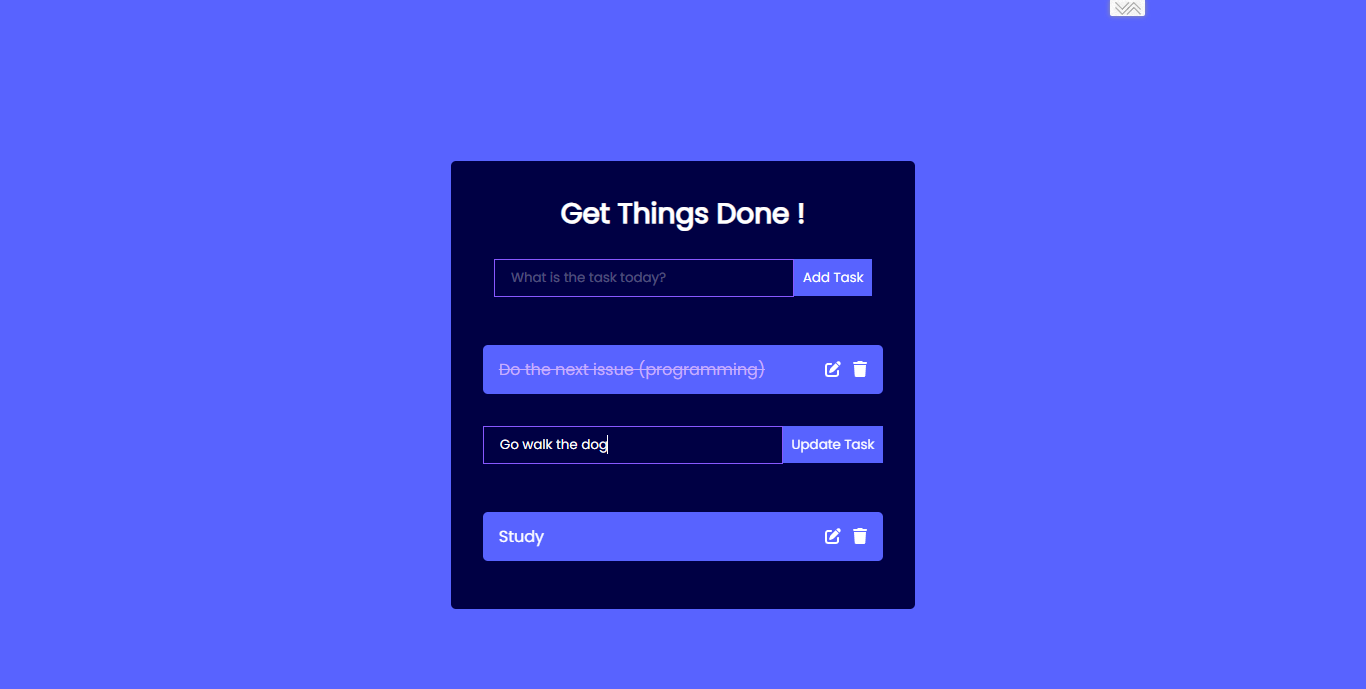 Get Things Done !
What is the task today?
Add Task
Do the next issue (programming)
Go walk the dog
Update Task
Study